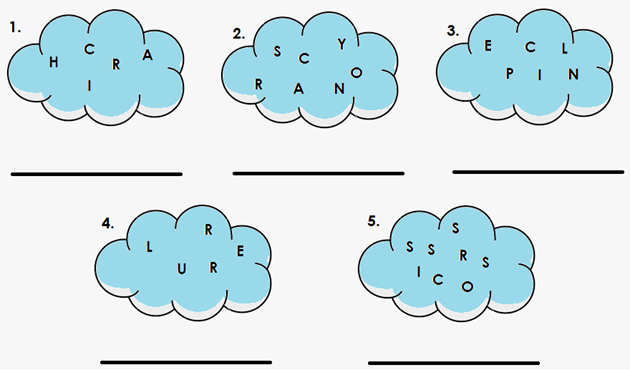 1.
H C R A
I
2.
S C Y
R A N O
3.
E C L
P I N
4.
L R E
U R
5.
S
S S R S
I C O